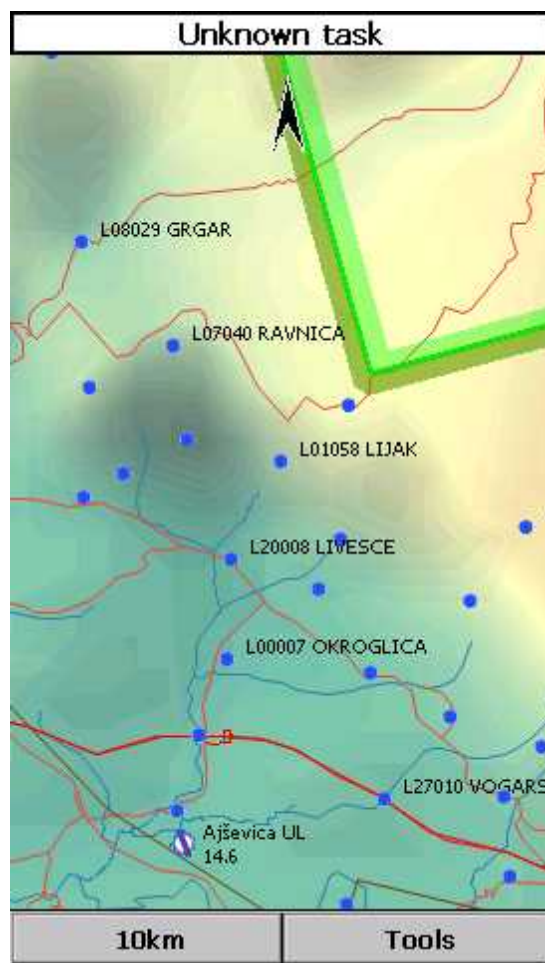 Unknown task
L08029 GRGAR
L07040 RAVNICA
L01058 LIJAK
L20008 LIVESCE
L00007 OKROGLICA
L27010 VOGARS
Ajševica UL
14.6
10km
Tools